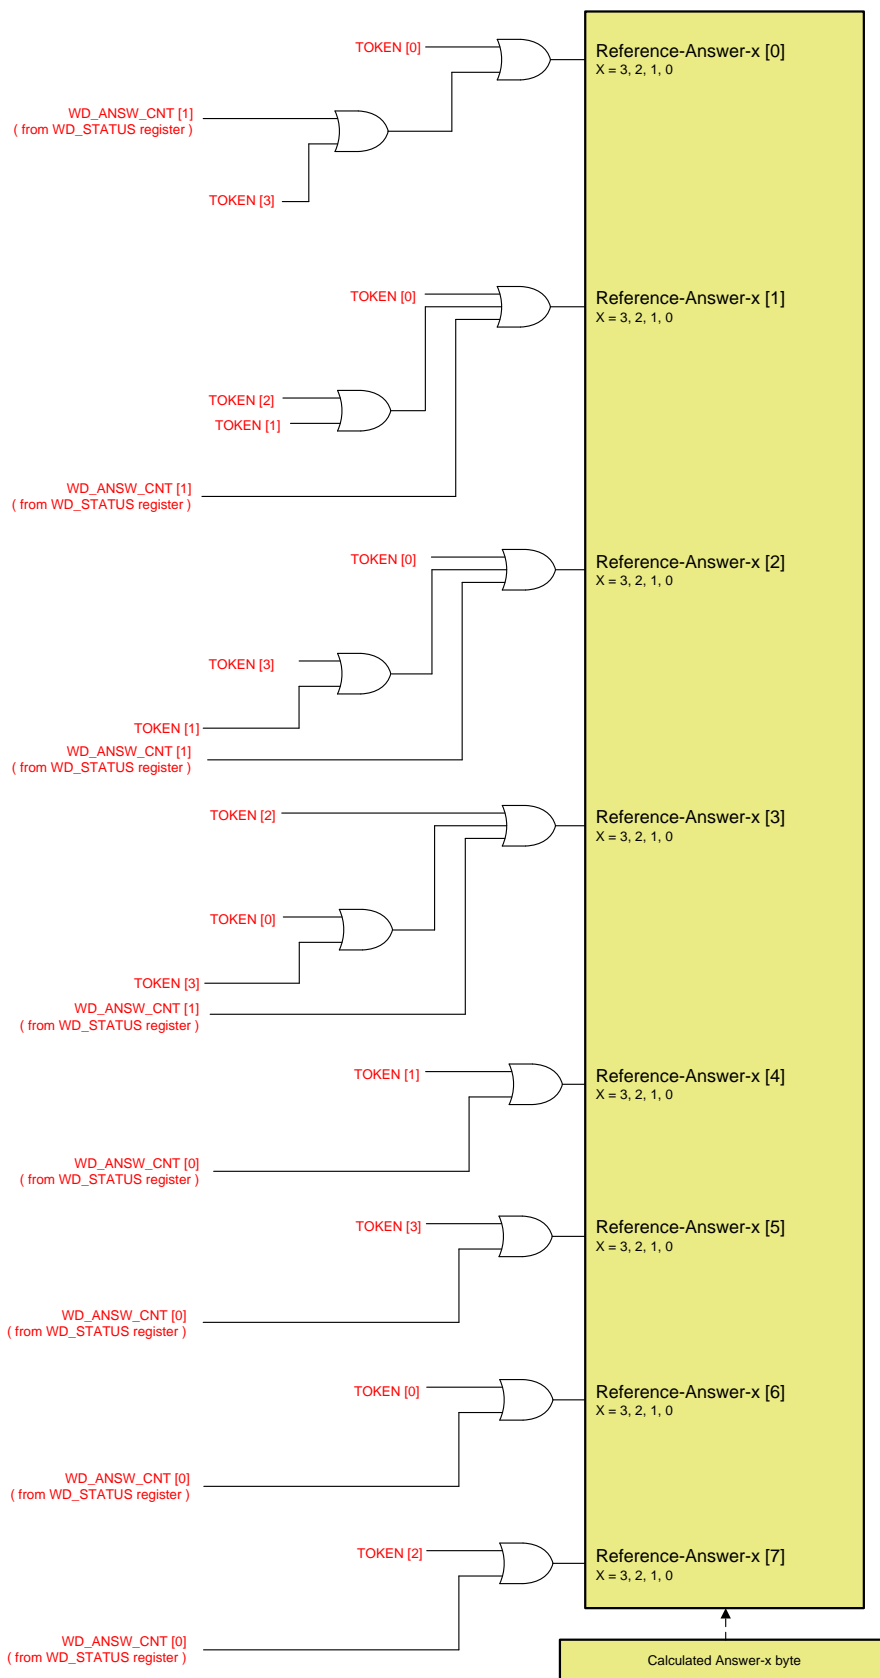 TOKEN [0]
Reference-Answer-x [0]
X = 3, 2, 1, 0
WD_ANSW_CNT [1]
( from WD_STATUS register )
TOKEN [3]
TOKEN [0]
Reference-Answer-x [1]
X = 3, 2, 1, 0
TOKEN [2]
TOKEN [1]
WD_ANSW_CNT [1]
( from WD_STATUS register )
TOKEN [0]
Reference-Answer-x [2]
X = 3, 2, 1, 0
TOKEN [3]
TOKEN [1]
WD_ANSW_CNT [1]
( from WD_STATUS register )
TOKEN [2]
Reference-Answer-x [3]
X = 3, 2, 1, 0
TOKEN [0]
TOKEN [3]
WD_ANSW_CNT [1]
( from WD_STATUS register )
TOKEN [1]
Reference-Answer-x [4]
X = 3, 2, 1, 0
WD_ANSW_CNT [0]
( from WD_STATUS register )
TOKEN [3]
Reference-Answer-x [5]
X = 3, 2, 1, 0
WD_ANSW_CNT [0]
( from WD_STATUS register )
TOKEN [0]
Reference-Answer-x [6]
X = 3, 2, 1, 0
WD_ANSW_CNT [0]
( from WD_STATUS register )
TOKEN [2]
Reference-Answer-x [7]
X = 3, 2, 1, 0
WD_ANSW_CNT [0]
( from WD_STATUS register )
Calculated Answer-x byte